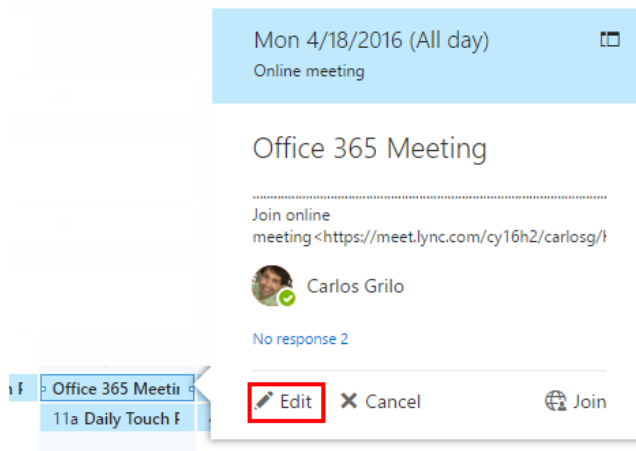 Mon 4/18/2016 (All day)
Online meeting
Office 365 Meeting
Join online
meeting<https://meet.lync.com/cy16h2/carlosg/
Carlos Grilo
No response 2
Office 365 Meetin
11a Daily Touch
Edit
Cancel
Join